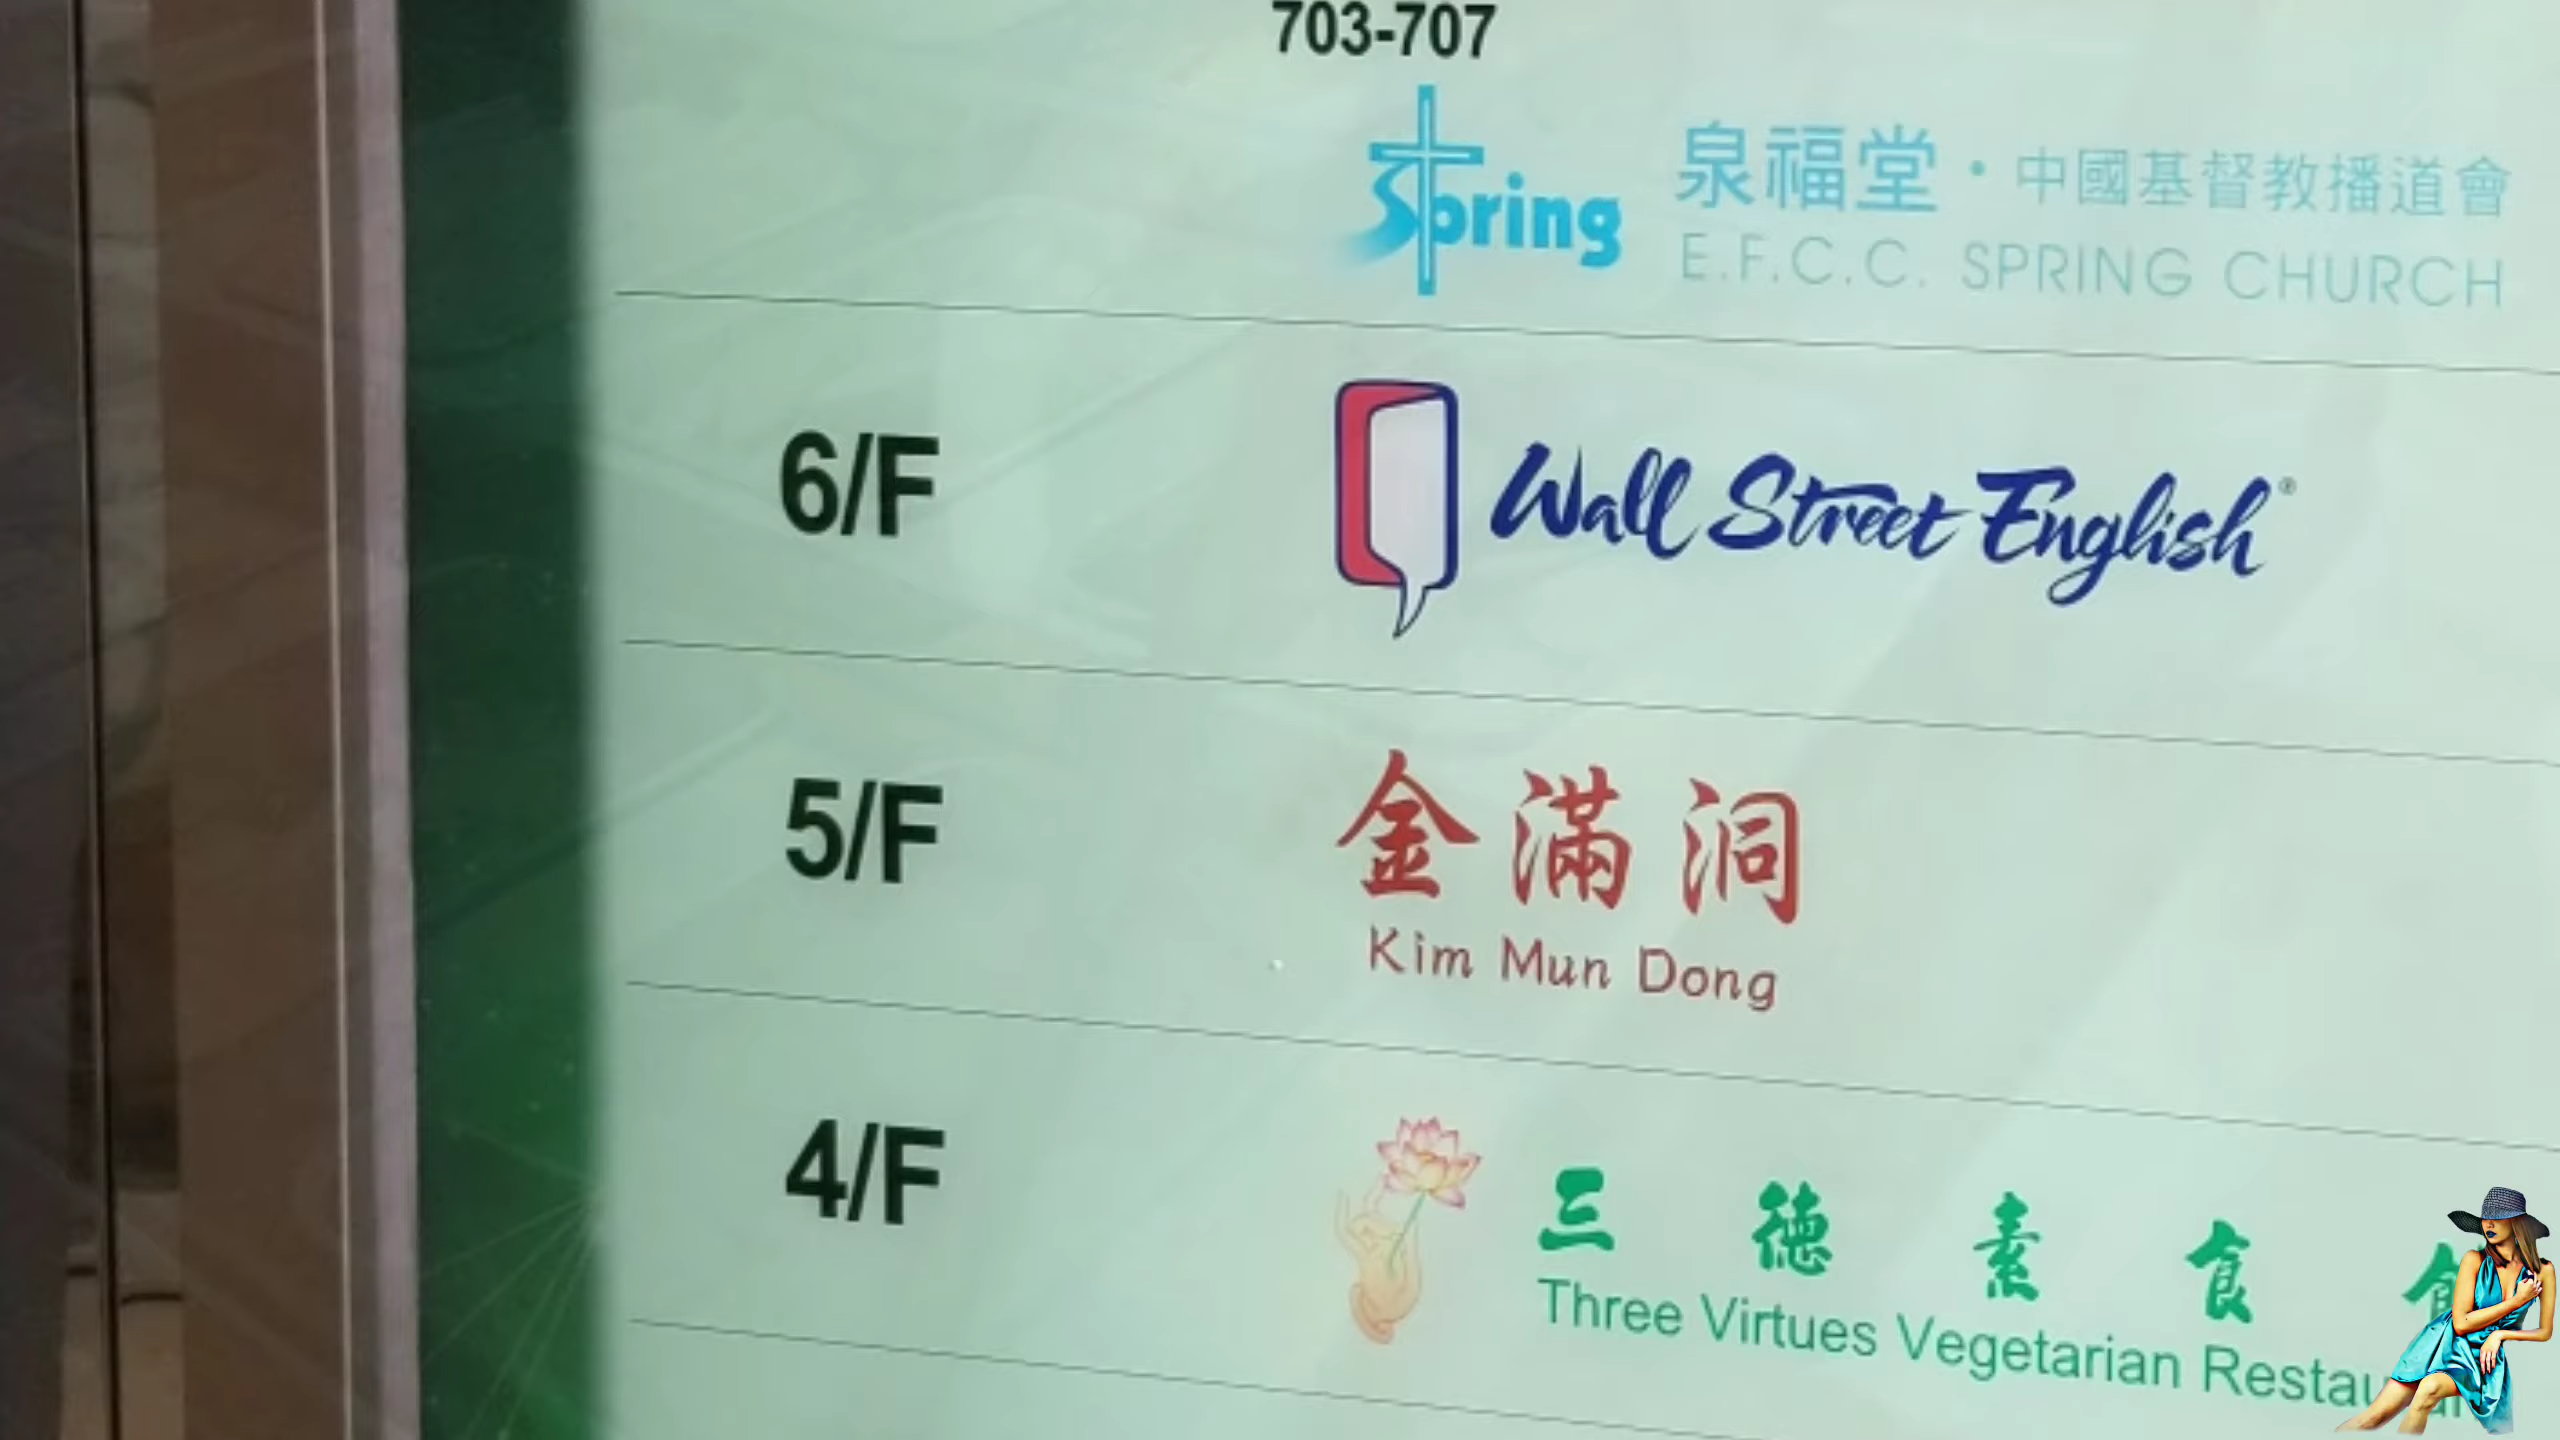 703-707
Spring
泉福堂・中國基督教播道會
E.F.C.C. SPRING CHURCH
6/F
Wall Street English®
5/F
金滿洞
Kim Mun Dong
4/F
三德素食
Three Virtues Vegetarian